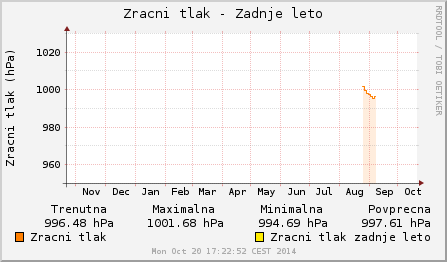 Zracni tlak - Zadnje leto
RRDTOOL / TOBI OETIKER
Zracni tlak (hPa)
1020
1000
980
960
Nov Dec Jan Feb Mar Apr May Jun Jul Aug Sep Oct
Trenutna Maximalna Minimalna Povprecna
996.48 hPa 1001.68 hPa 994.69 hPa 997.61 hPa
Zracni tlak Zracni tlak zadnje leto
Mon Oct 20 17:22:52 CEST 2014